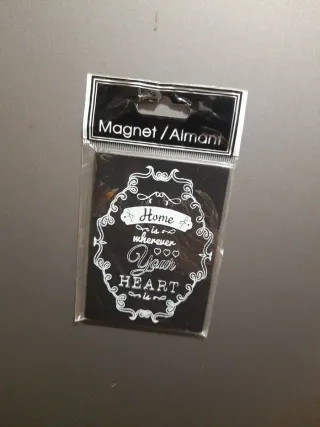 Magnet / Aimant
Home
is
wherever
Your
HEART
is